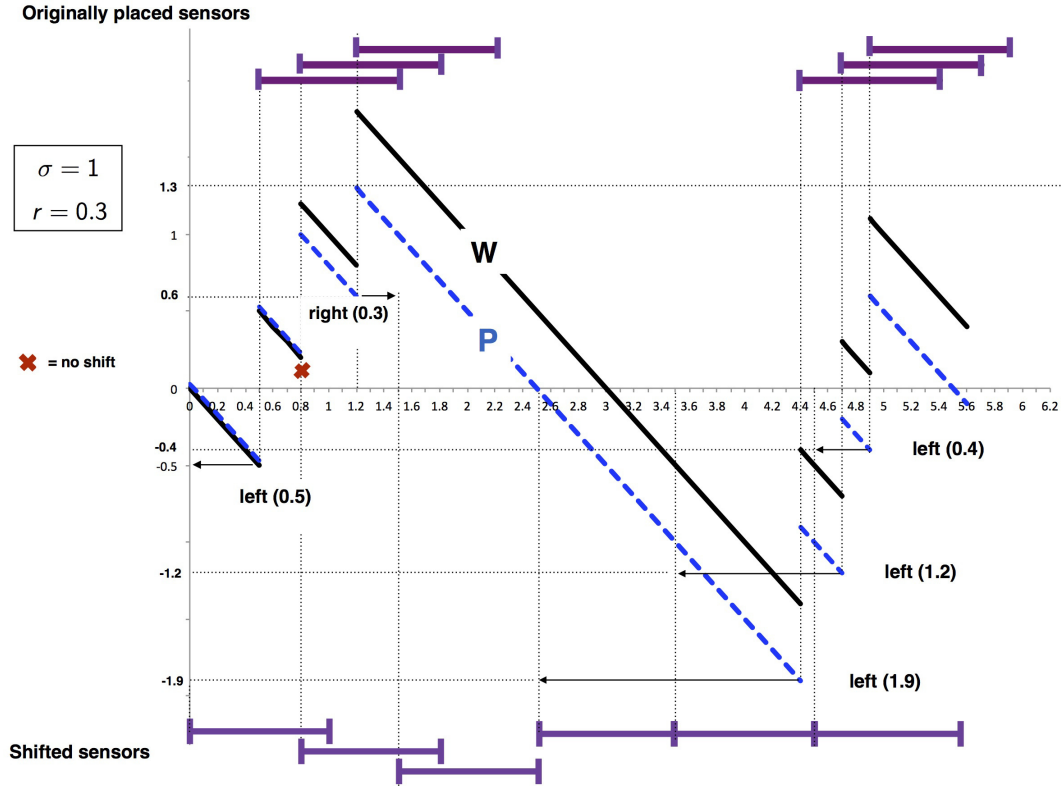 Originally placed sensors
σ = 1
r = 0.3
1.3
W
1
0.6
right (0.3)
P
= no shift
0
0 0.2 0.4 0.6 0.8 1 1.2 1.4 1.6 1.8 2 2.2 2.4 2.6 2.8 3 3.2 3.4 3.6 3.8 4 4.2 4.4 4.6 4.8 5 5.2 5.4 5.6 5.8 6 6.2
-0.4
left (0.4)
-0.5
left (0.5)
-1.2
left (1.2)
-1.9
left (1.9)
Shifted sensors